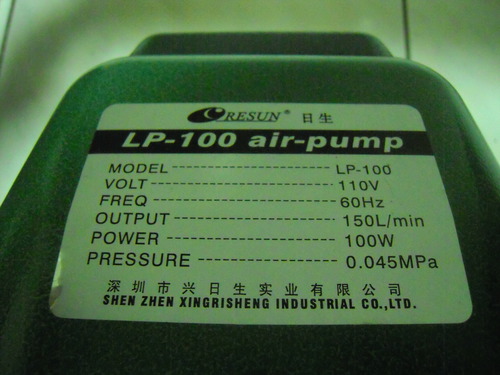 RESUN® 日生
LP-100 air-pump
MODEL LP-100
VOLT 110V
FREQ 60Hz
OUTPUT 150L/min
POWER 100W
PRESSURE 0.045MPa
深圳市兴日生实业有限公司
SHEN ZHEN XINGRISHENG INDUSTRIAL CO.,LTD.